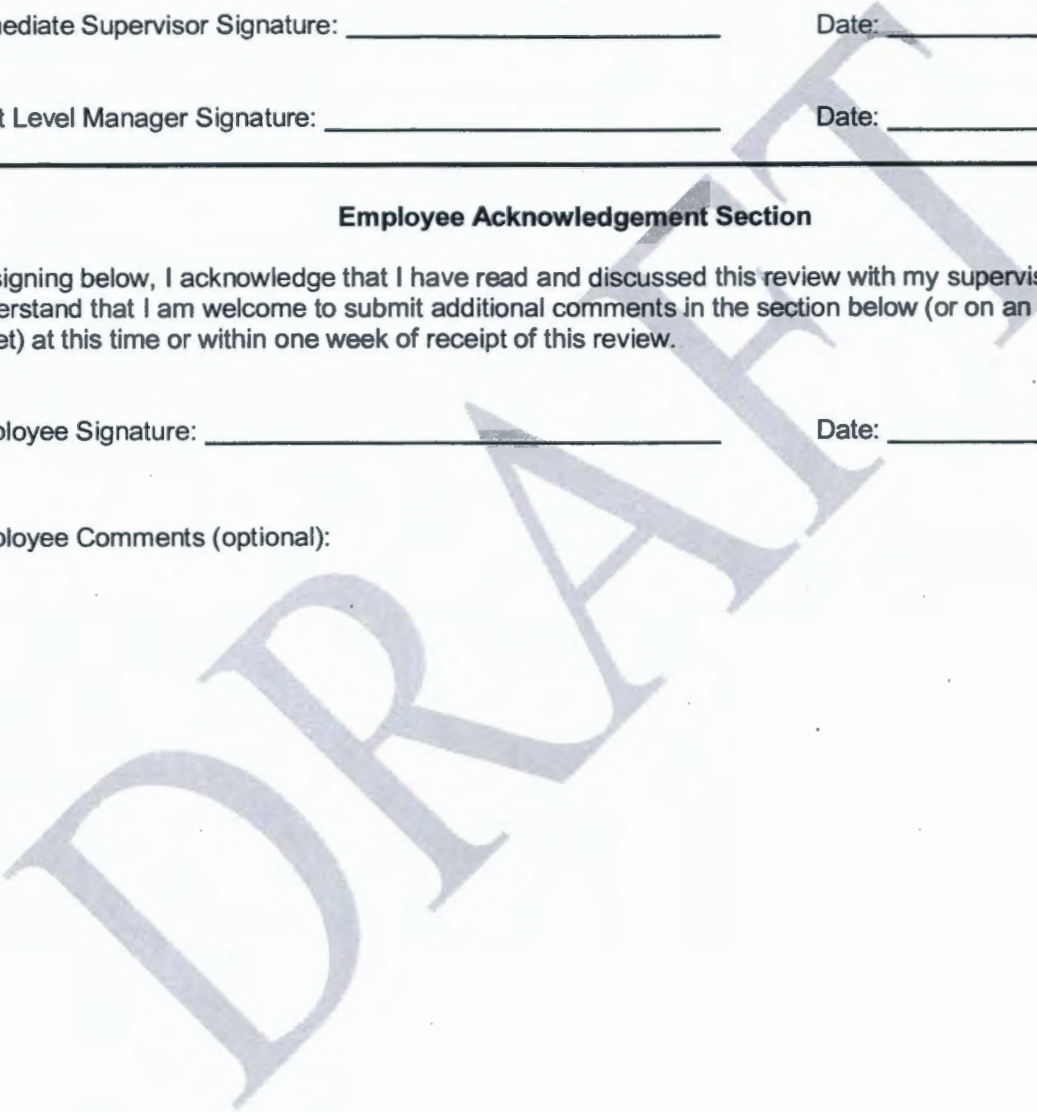 mediate Supervisor Signature: Date:
t Level Manager Signature: Date:
Employee Acknowledgement Section
signing below, I acknowledge that I have read and discussed this review with my supervis
erstand that I am welcome to submit additional comments in the section below (or on an
et) at this time or within one week of receipt of this review.
ployee Signature: Date:
ployee Comments (optional):
DRAFT